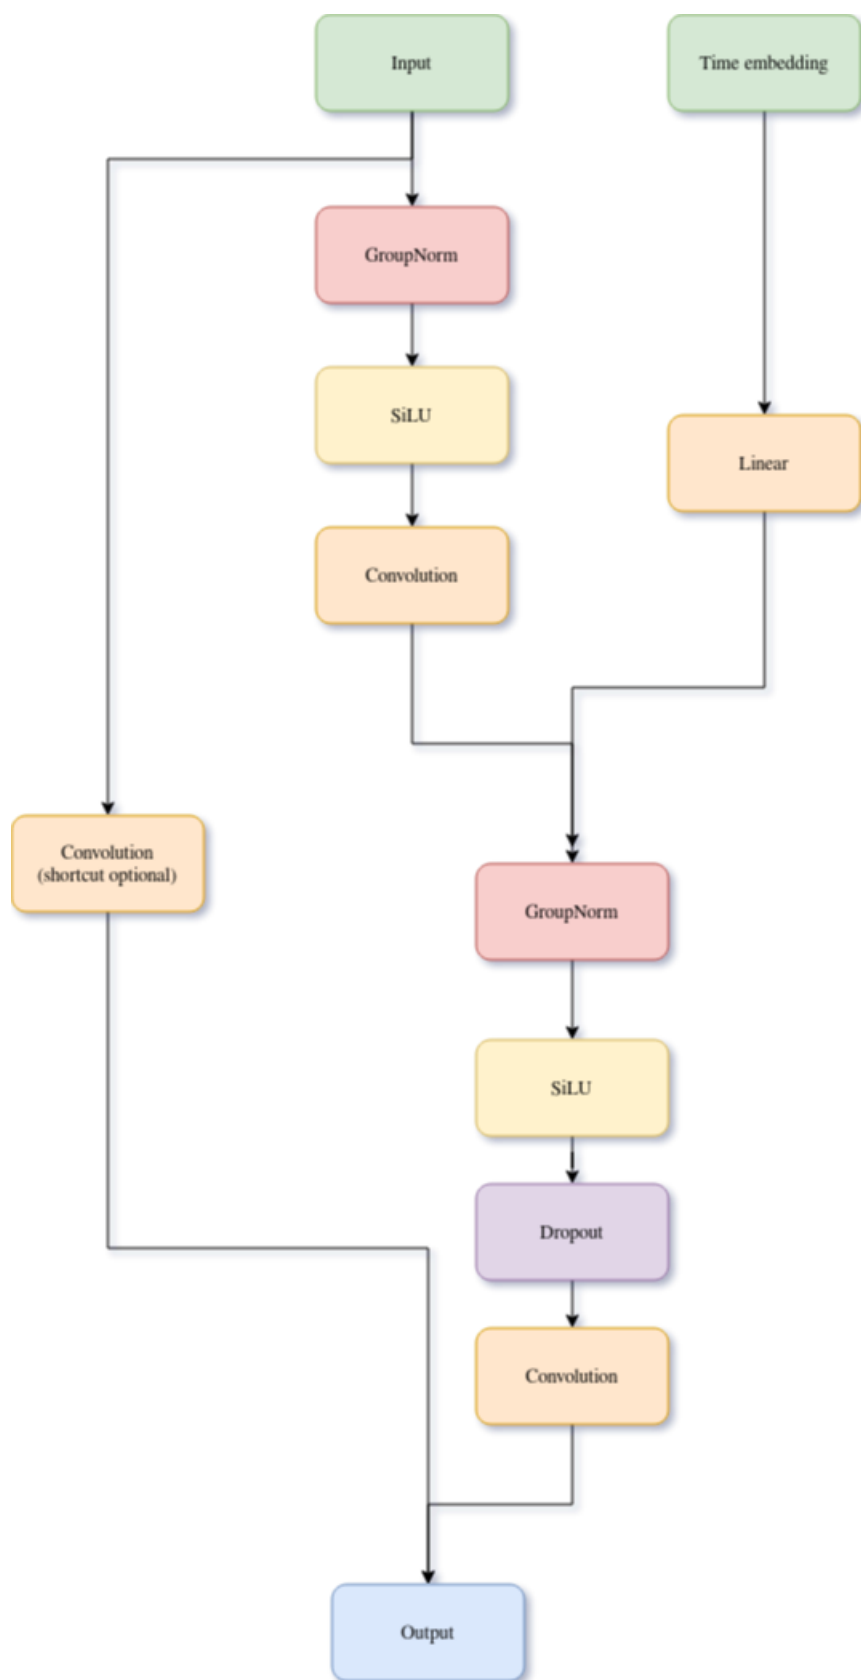 Input
Time embedding
GroupNorm
SiLU
Linear
Convolution
Convolution
(shortcut optional)
GroupNorm
SiLU
Dropout
Convolution
Output